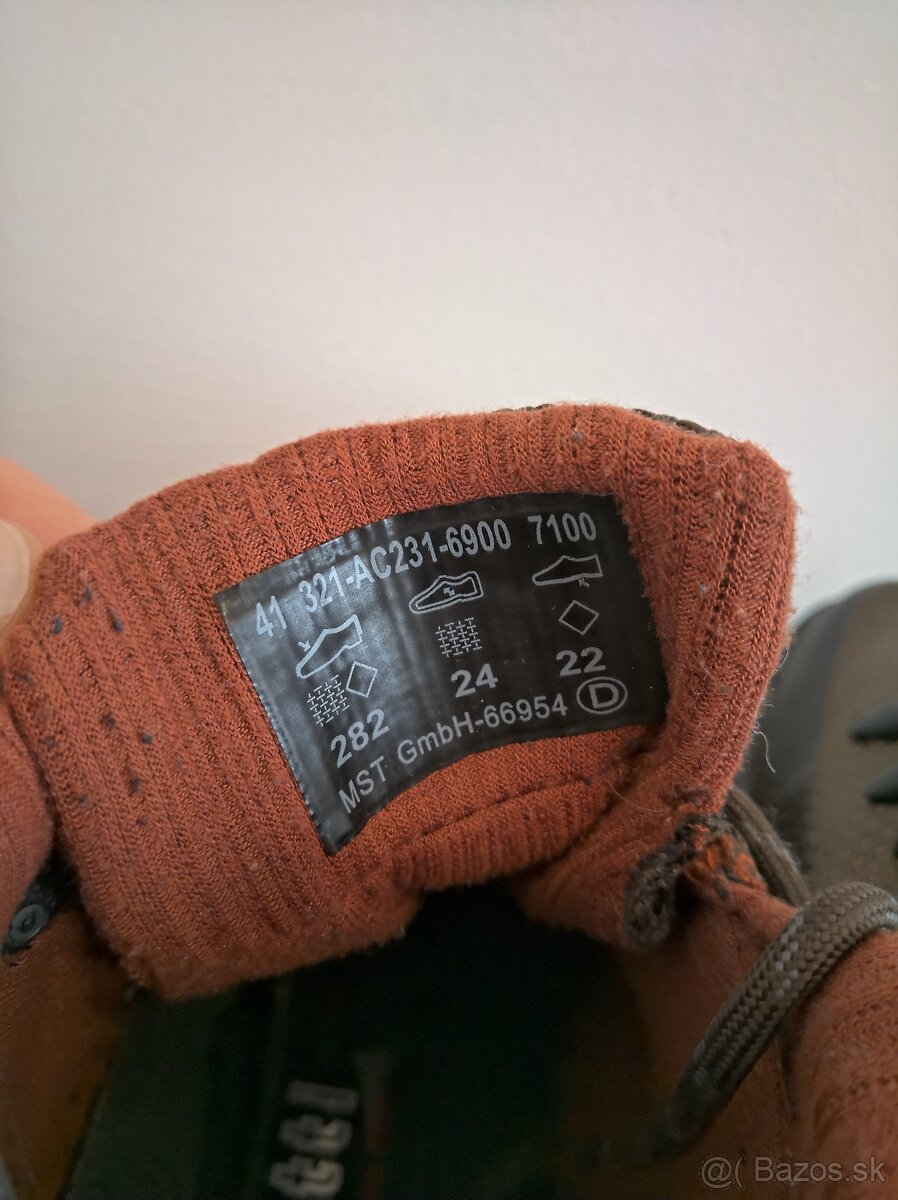 41 321-AC231-6900 7100
282 24 22
MST GmbH-66954 D
@( Bazos.sk